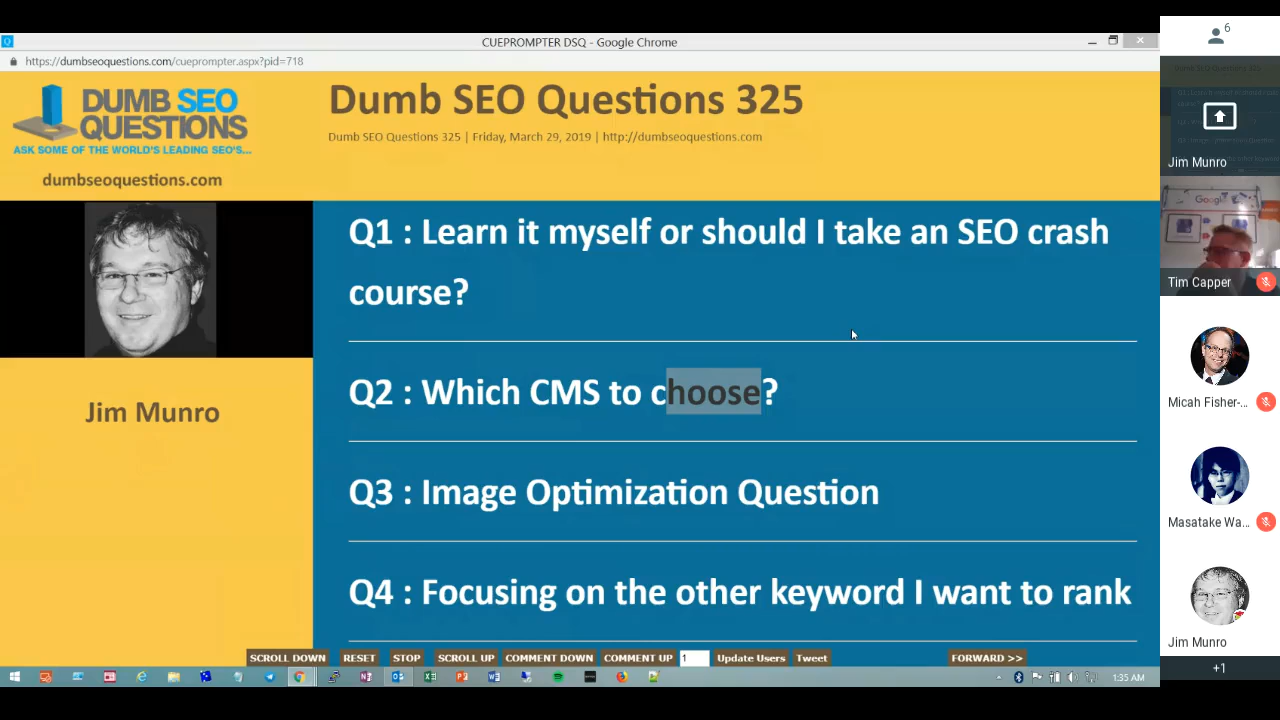 CUEPROMPTER DSQ - Google Chrome
https://dumbseoquestions.com/cueprompter.aspx?pid=718
DUMB SEO
QUESTIONS
ASK SOME OF THE WORLD'S LEADING SEO'S...
dumbseoquestions.com
Dumb SEO Questions 325
Dumb SEO Questions 325 | Friday, March 29, 2019 | http://dumbseoquestions.com
Jim Munro
Q1 : Learn it myself or should I take an SEO crash
course?
Q2 : Which CMS to choose?
Q3 : Image Optimization Question
Q4 : Focusing on the other keyword I want to rank
SCROLL DOWN RESET STOP SCROLL UP COMMENT DOWN COMMENT UP 1 Update Users Tweet FORWARD >>
1:35 AM
6
Jim Munro
Google
Tim Capper
Micah Fisher-...
Masatake Wa...
Jim Munro
+1